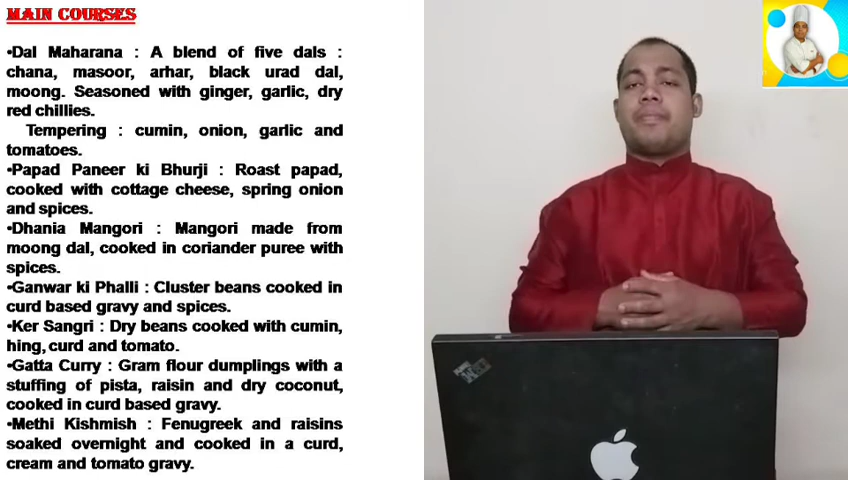 MAIN COURSES
•Dal Maharana : A blend of five dals :
chana, masoor, arhar, black urad dal,
moong. Seasoned with ginger, garlic, dry
red chillies.
Tempering : cumin, onion, garlic and
tomatoes.
•Papad Paneer ki Bhurji : Roast papad,
cooked with cottage cheese, spring onion
and spices.
•Dhania Mangori : Mangori made from
moong dal, cooked in coriander puree with
spices.
•Ganwar ki Phalli : Cluster beans cooked in
curd based gravy and spices.
•Ker Sangri : Dry beans cooked with cumin,
hing, curd and tomato.
•Gatta Curry : Gram flour dumplings with a
stuffing of pista, raisin and dry coconut,
cooked in curd based gravy.
•Methi Kishmish : Fenugreek and raisins
soaked overnight and cooked in a curd,
cream and tomato gravy.